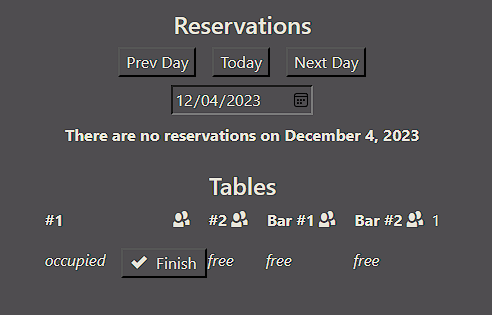 Reservations
Prev Day Today Next Day
12/04/2023
There are no reservations on December 4, 2023
Tables
#1 #2 Bar #1 Bar #2 1
occupied Finish free free free